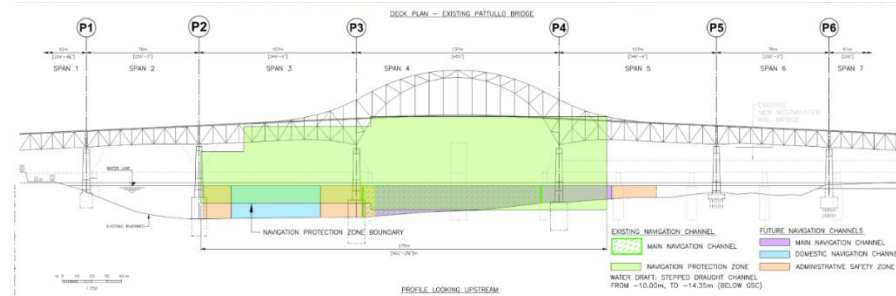 DECK PLAN – EXISTING PATTULLO BRIDGE
P1
P2
P3
P4
P5
P6
SPAN 1
SPAN 2
SPAN 3
SPAN 4
SPAN 5
SPAN 6
SPAN 7
EXISTING
NEW WESTMINSTER
RAIL BRIDGE
WATER LINE
EXISTING RIVERBED
NAVIGATION PROTECTION ZONE BOUNDARY
EXISTING NAVIGATION CHANNEL
MAIN NAVIGATION CHANNEL
NAVIGATION PROTECTION ZONE
WATER DRAFT: STEPPED DRAUGHT CHANNEL
FROM –10.00m, TO –14.35m (BELOW GSC)
FUTURE NAVIGATION CHANNELS
MAIN NAVIGATION CHANNEL
DOMESTIC NAVIGATION CHANNEL
ADMINISTRATIVE SAFETY ZONE
PROFILE LOOKING UPSTREAM